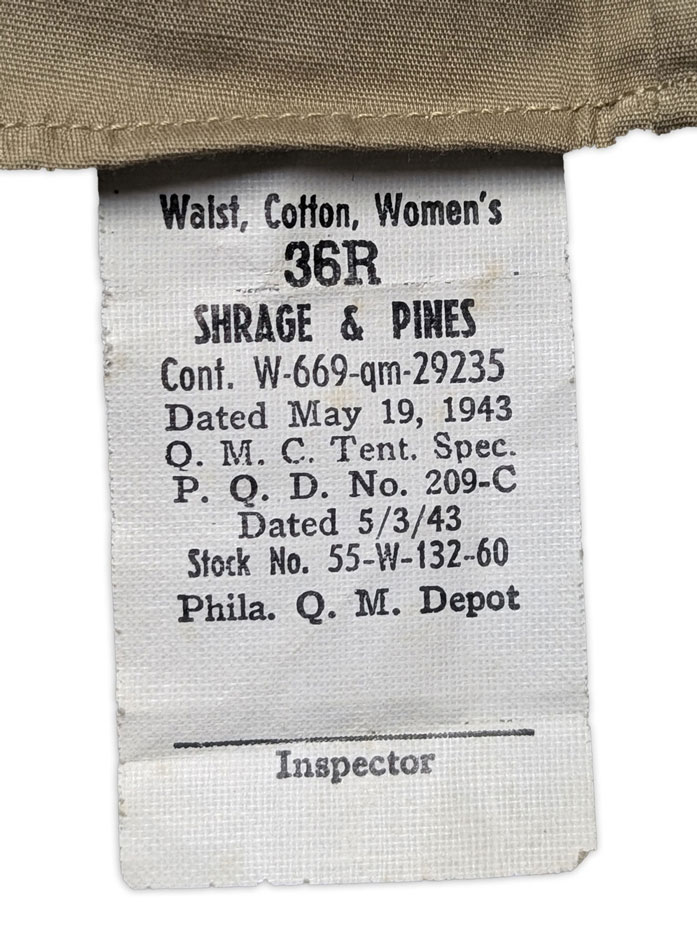 Waist, Cotton, Women's
36R
SHRAGE & PINES
Cont. W-669-qm-29235
Dated May 19, 1943
Q. M. C. Tent. Spec.
P. Q. D. No. 209-C
Dated 5/3/43
Stock No. 55-W-132-60
Phila. Q. M. Depot
Inspector